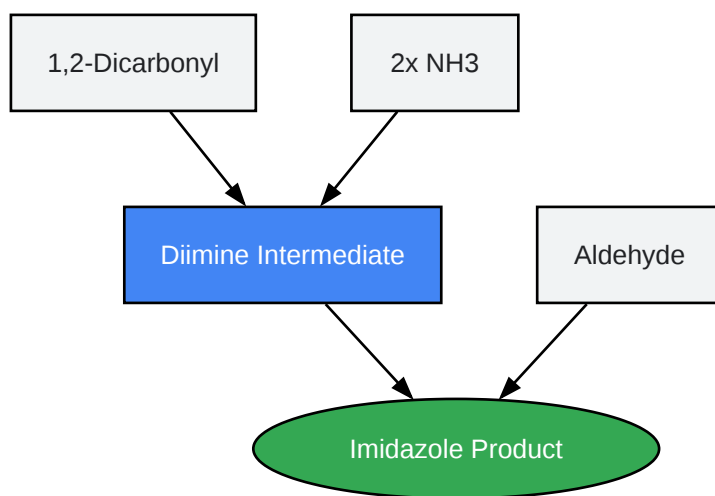 1,2-Dicarbonyl
2x NH3
Diimine Intermediate
Aldehyde
Imidazole Product